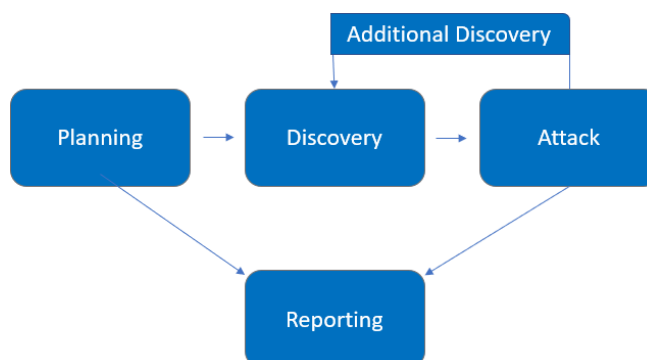 Additional Discovery
Planning
Discovery
Attack
Reporting